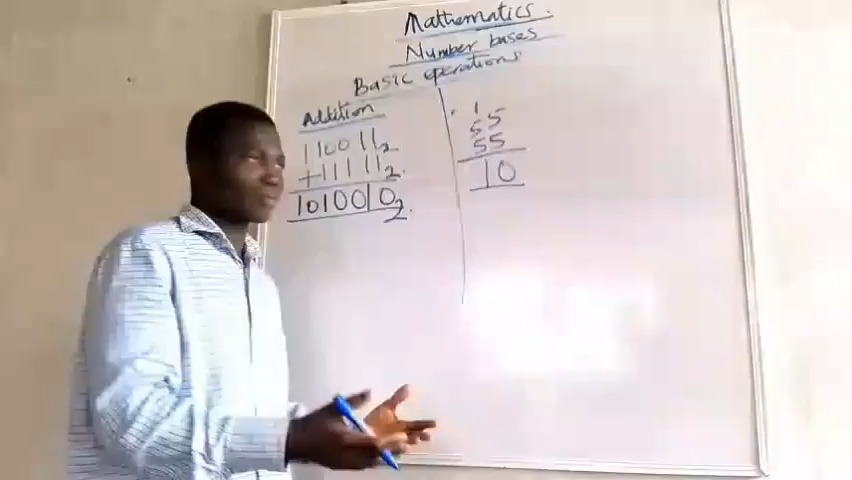 Mathematics.
Number bases
Basic operations
Addition
110011₂
+11111₂.
1010010₂.
1
55
55
10